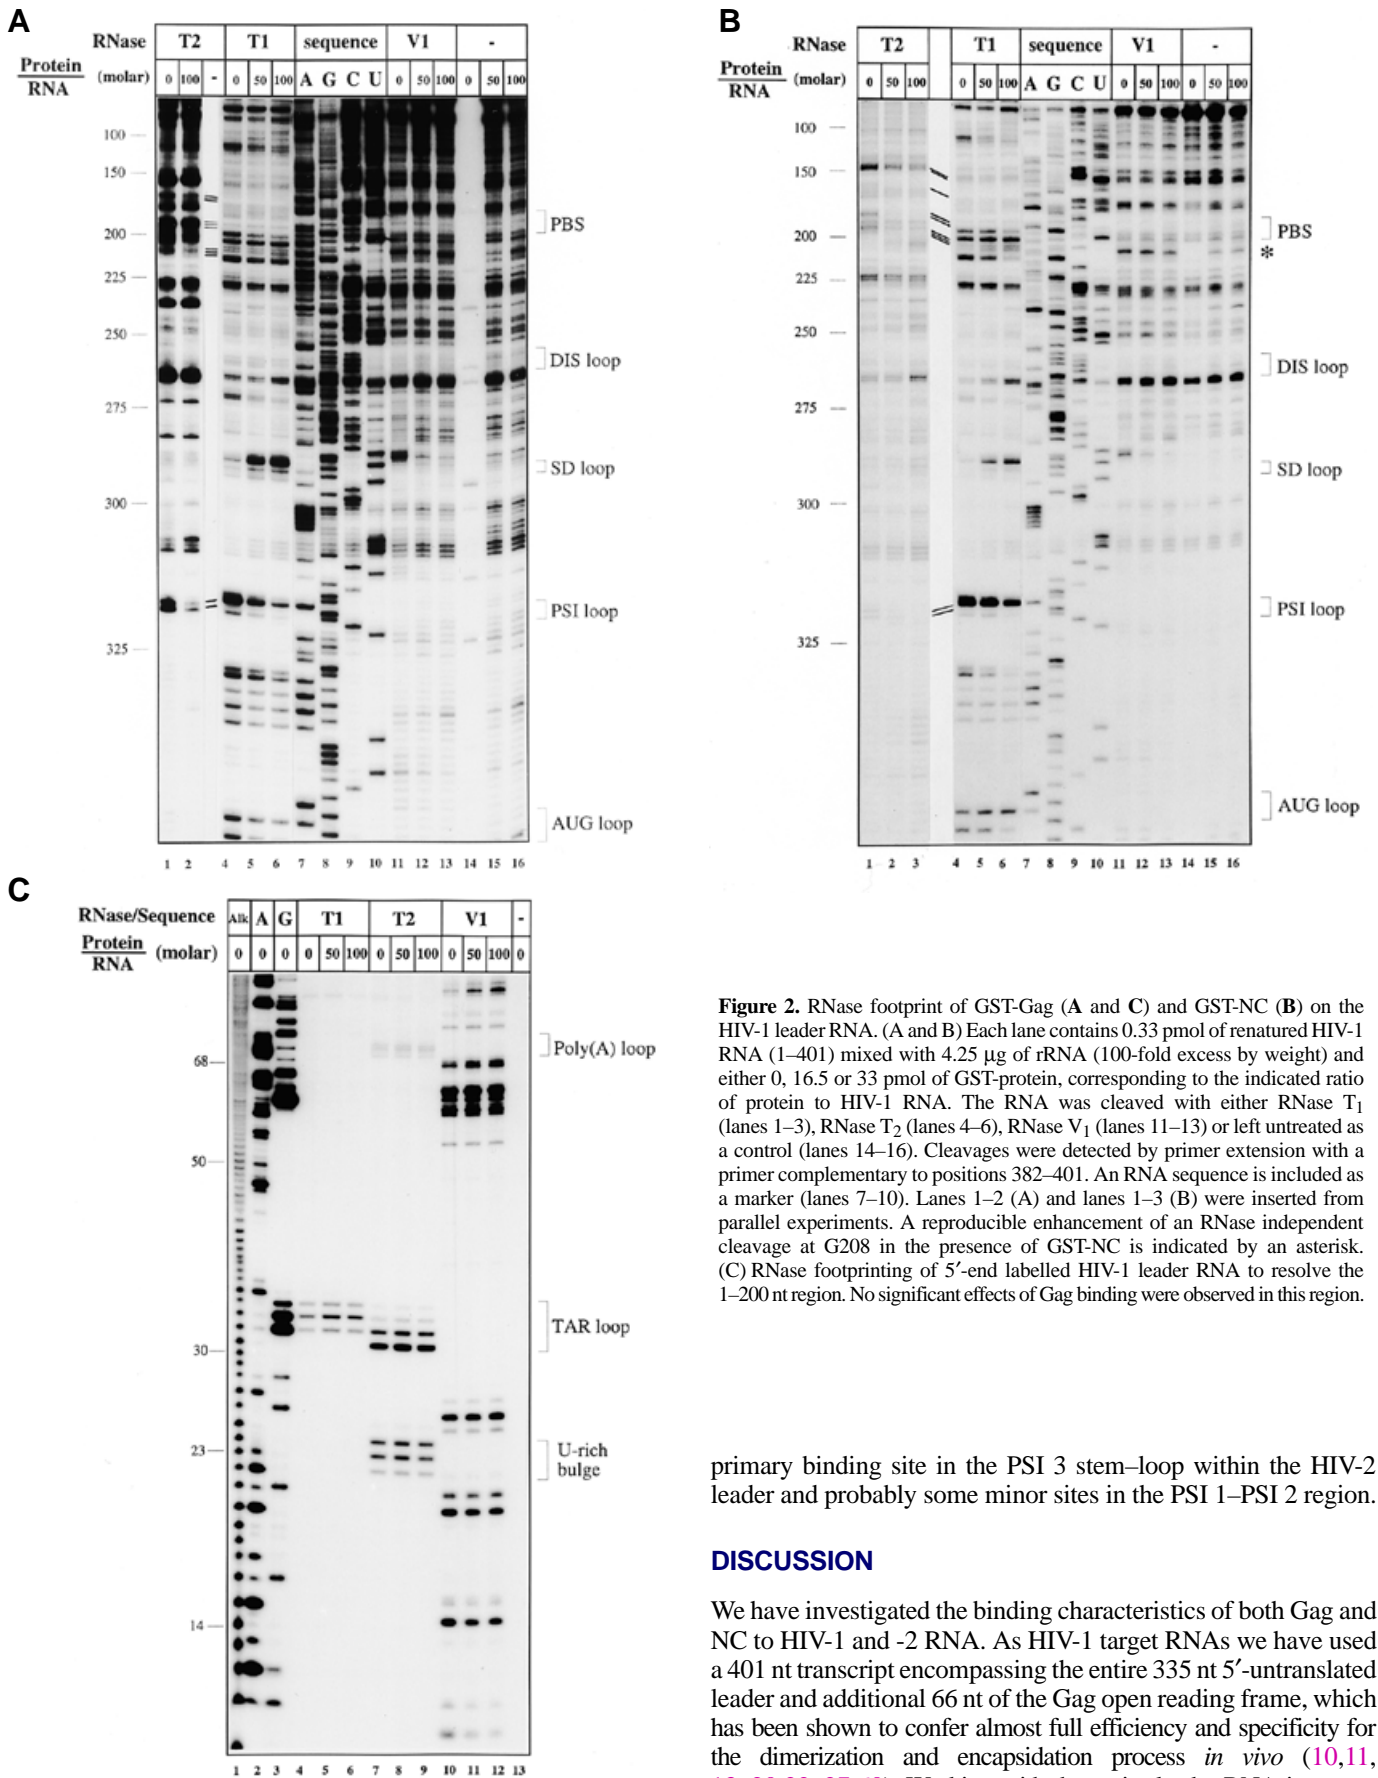 A
RNase T2 T1 sequence V1 -
Protein/RNA (molar) 0 100 - 0 50 100 A G C U 0 50 100 0 50 100
100
150
200
225
250
275
300
325
PBS
DIS loop
SD loop
PSI loop
AUG loop
1 2 4 5 6 7 8 9 10 11 12 13 14 15 16
B
RNase T2 T1 sequence V1 -
Protein/RNA (molar) 0 50 100 0 50 100 A G C U 0 50 100 0 50 100
100
150
200
225
250
275
300
325
PBS
*
DIS loop
SD loop
PSI loop
AUG loop
1 2 3 4 5 6 7 8 9 10 11 12 13 14 15 16
C
RNase/Sequence Alk A G T1 T2 V1 -
Protein/RNA (molar) 0 0 0 0 50 100 0 50 100 0 50 100 0
68
50
30
23
14
Poly(A) loop
TAR loop
U-rich
bulge
1 2 3 4 5 6 7 8 9 10 11 12 13
Figure 2. RNase footprint of GST-Gag (A and C) and GST-NC (B) on the
HIV-1 leader RNA. (A and B) Each lane contains 0.33 pmol of renatured HIV-1
RNA (1–401) mixed with 4.25 µg of rRNA (100-fold excess by weight) and
either 0, 16.5 or 33 pmol of GST-protein, corresponding to the indicated ratio
of protein to HIV-1 RNA. The RNA was cleaved with either RNase T1
(lanes 1–3), RNase T2 (lanes 4–6), RNase V1 (lanes 11–13) or left untreated as
a control (lanes 14–16). Cleavages were detected by primer extension with a
primer complementary to positions 382–401. An RNA sequence is included as
a marker (lanes 7–10). Lanes 1–2 (A) and lanes 1–3 (B) were inserted from
parallel experiments. A reproducible enhancement of an RNase independent
cleavage at G208 in the presence of GST-NC is indicated by an asterisk.
(C) RNase footprinting of 5′-end labelled HIV-1 leader RNA to resolve the
1–200 nt region. No significant effects of Gag binding were observed in this region.
primary binding site in the PSI 3 stem–loop within the HIV-2
leader and probably some minor sites in the PSI 1–PSI 2 region.
DISCUSSION
We have investigated the binding characteristics of both Gag and
NC to HIV-1 and -2 RNA. As HIV-1 target RNAs we have used
a 401 nt transcript encompassing the entire 335 nt 5′-untranslated
leader and additional 66 nt of the Gag open reading frame, which
has been shown to confer almost full efficiency and specificity for
the dimerization and encapsidation process in vivo (10,11,